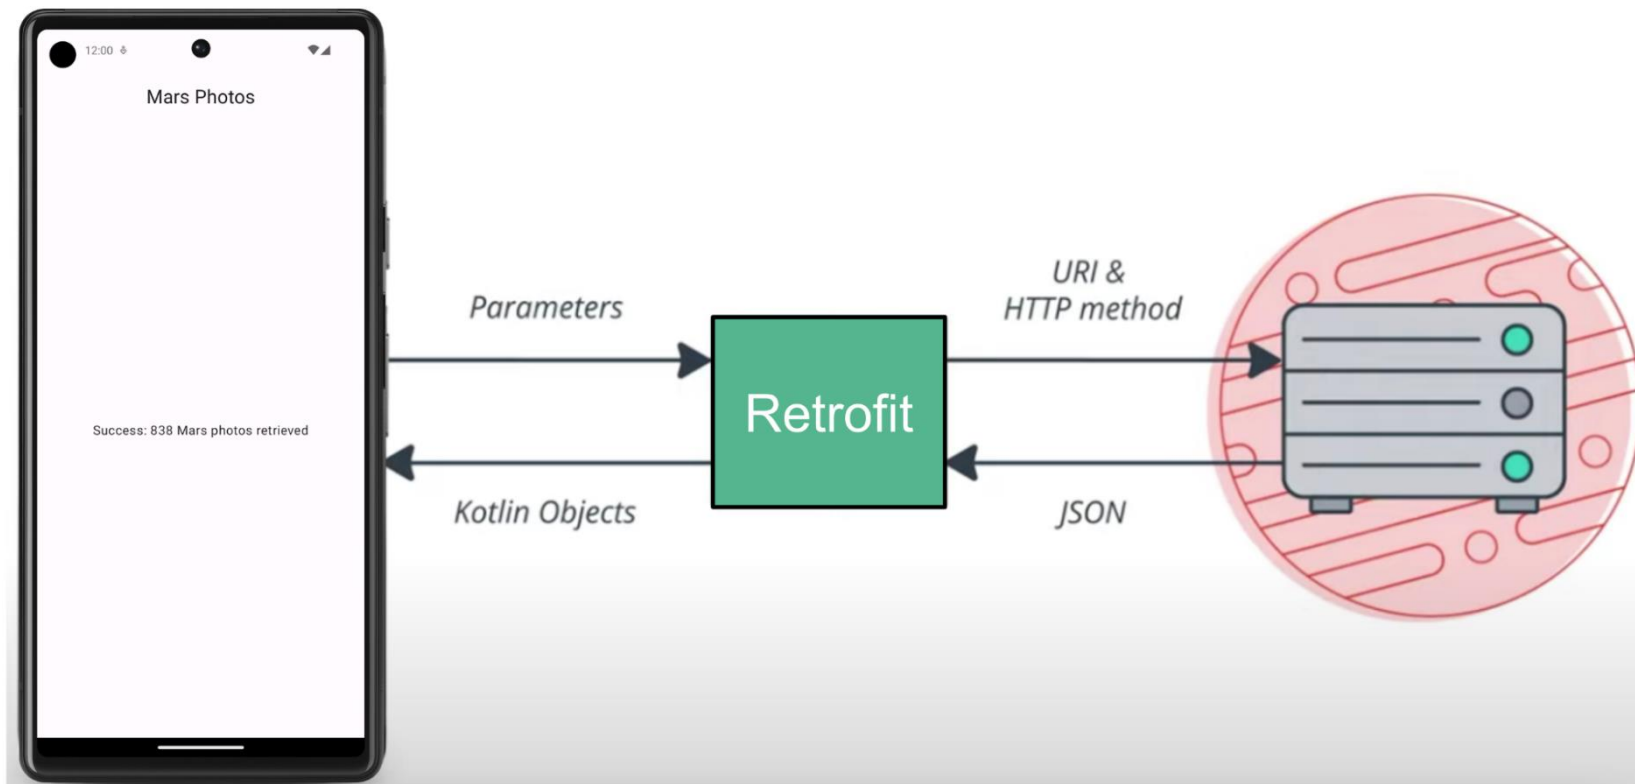 12:00
Mars Photos
Success: 838 Mars photos retrieved
Parameters
Kotlin Objects
Retrofit
URI &
HTTP method
JSON